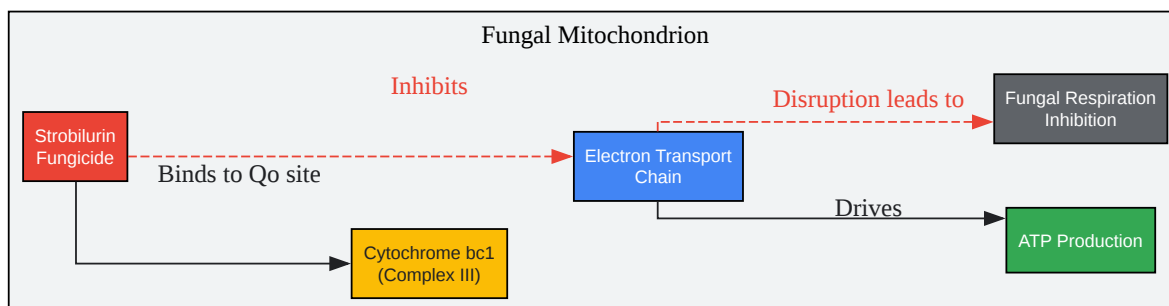 Fungal Mitochondrion
Inhibits
Disruption leads to
Fungal Respiration
Inhibition
Strobilurin
Fungicide
Binds to Qo site
Electron Transport
Chain
Drives
ATP Production
Cytochrome bc1
(Complex III)